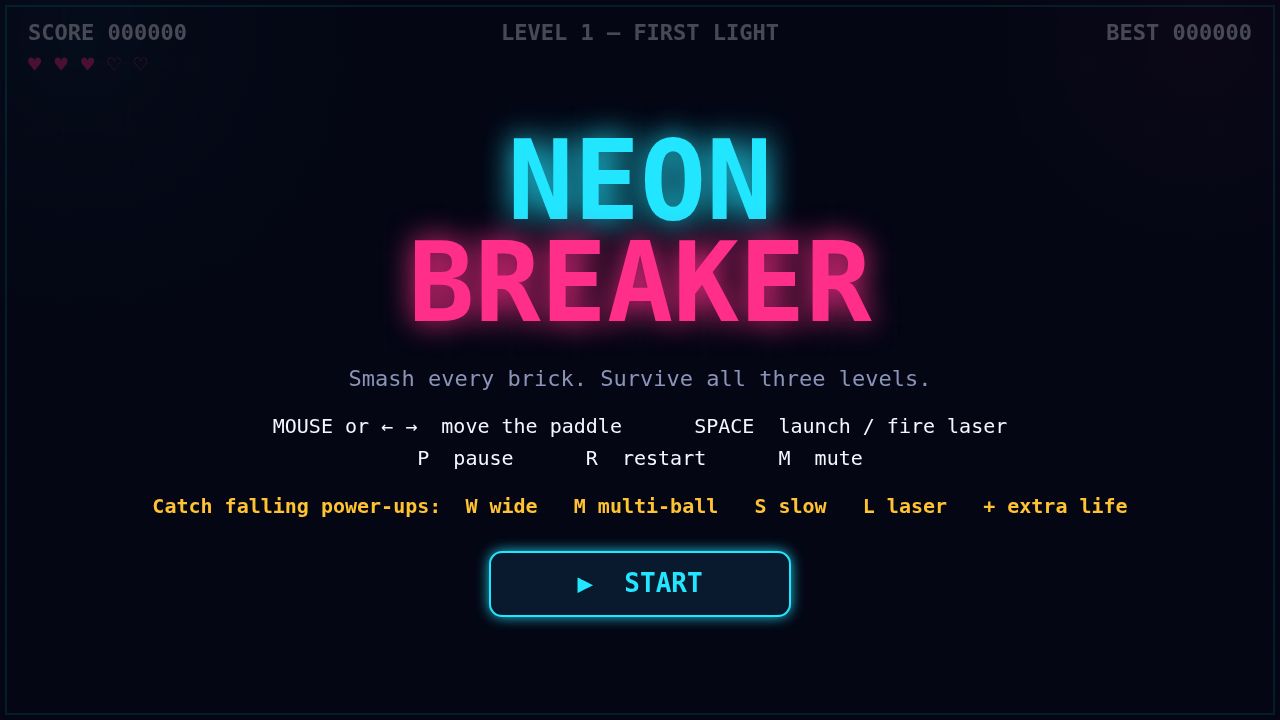 SCORE 000000 LEVEL 1 — FIRST LIGHT BEST 000000
♥ ♥ ♥ ♡ ♡
NEON
BREAKER
Smash every brick. Survive all three levels.
MOUSE or ← → move the paddle SPACE launch / fire laser
P pause R restart M mute
Catch falling power-ups: W wide M multi-ball S slow L laser + extra life
▶ START